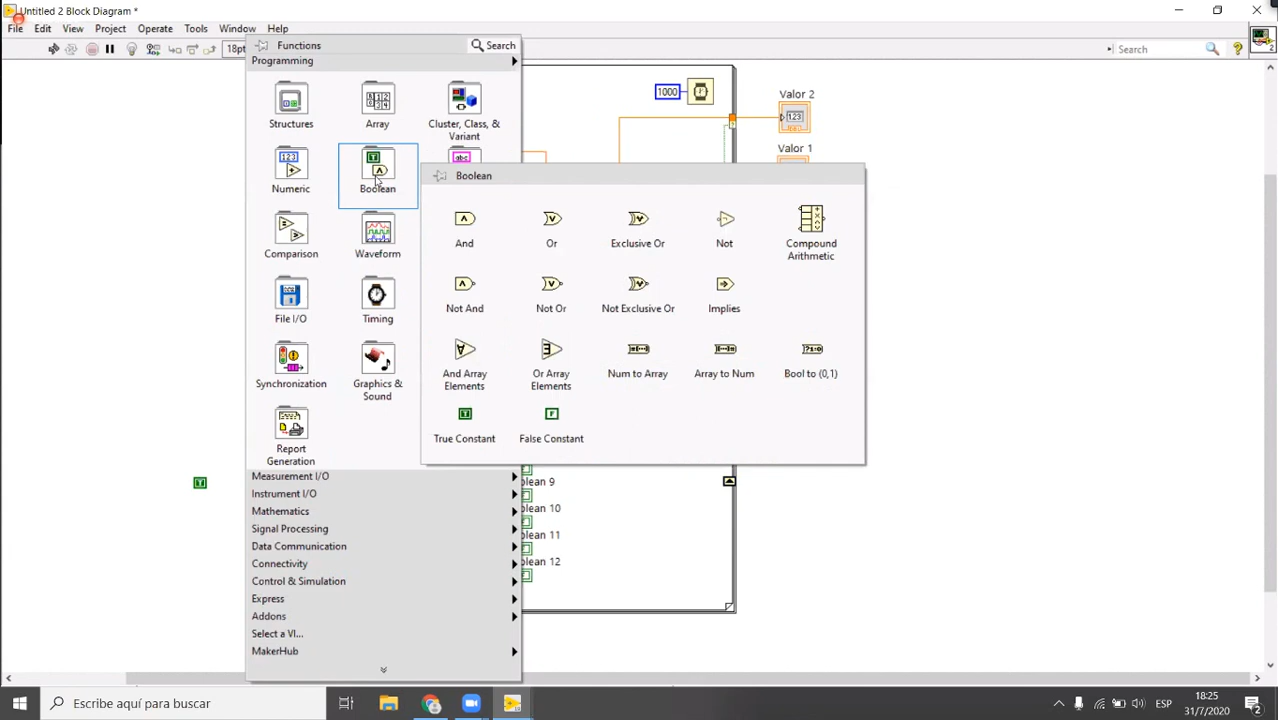 Untitled 2 Block Diagram *
File Edit View Project Operate Tools Window Help
18pt
Search
Functions
Search
Programming
Structures
Array
Cluster, Class, &
Variant
Numeric
Boolean
Comparison
Waveform
File I/O
Timing
Synchronization
Graphics &
Sound
Report
Generation
Measurement I/O
Instrument I/O
Mathematics
Signal Processing
Data Communication
Connectivity
Control & Simulation
Express
Addons
Select a VI...
MakerHub
Boolean
And
Or
Exclusive Or
Not
Compound
Arithmetic
Not And
Not Or
Not Exclusive Or
Implies
And Array
Elements
Or Array
Elements
Num to Array
Array to Num
Bool to (0,1)
True Constant
False Constant
1000
Valor 2
123
Valor 1
olean 9
olean 10
olean 11
olean 12
Escribe aquí para buscar
ESP
18:25
31/7/2020
2